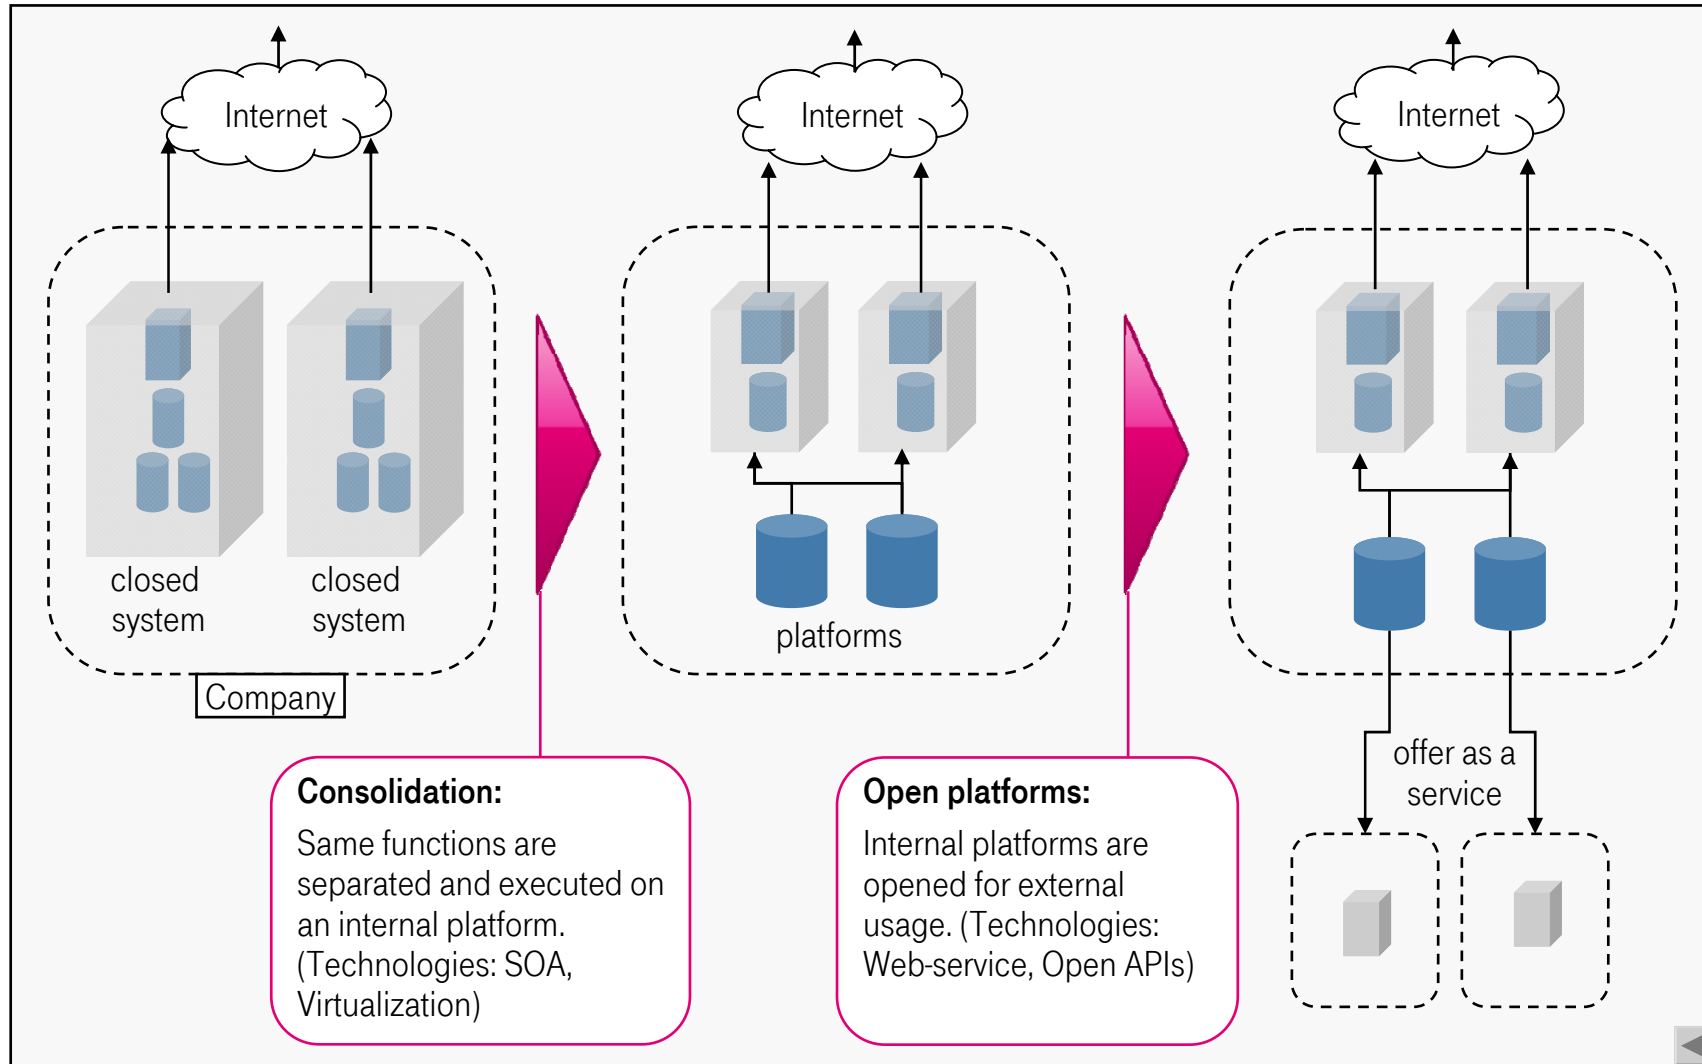 Internet
Internet
Internet
closed
system
closed
system
Company
platforms
offer as a
service
Consolidation:
Same functions are
separated and executed on
an internal platform.
(Technologies: SOA,
Virtualization)
Open platforms:
Internal platforms are
opened for external
usage. (Technologies:
Web-service, Open APIs)